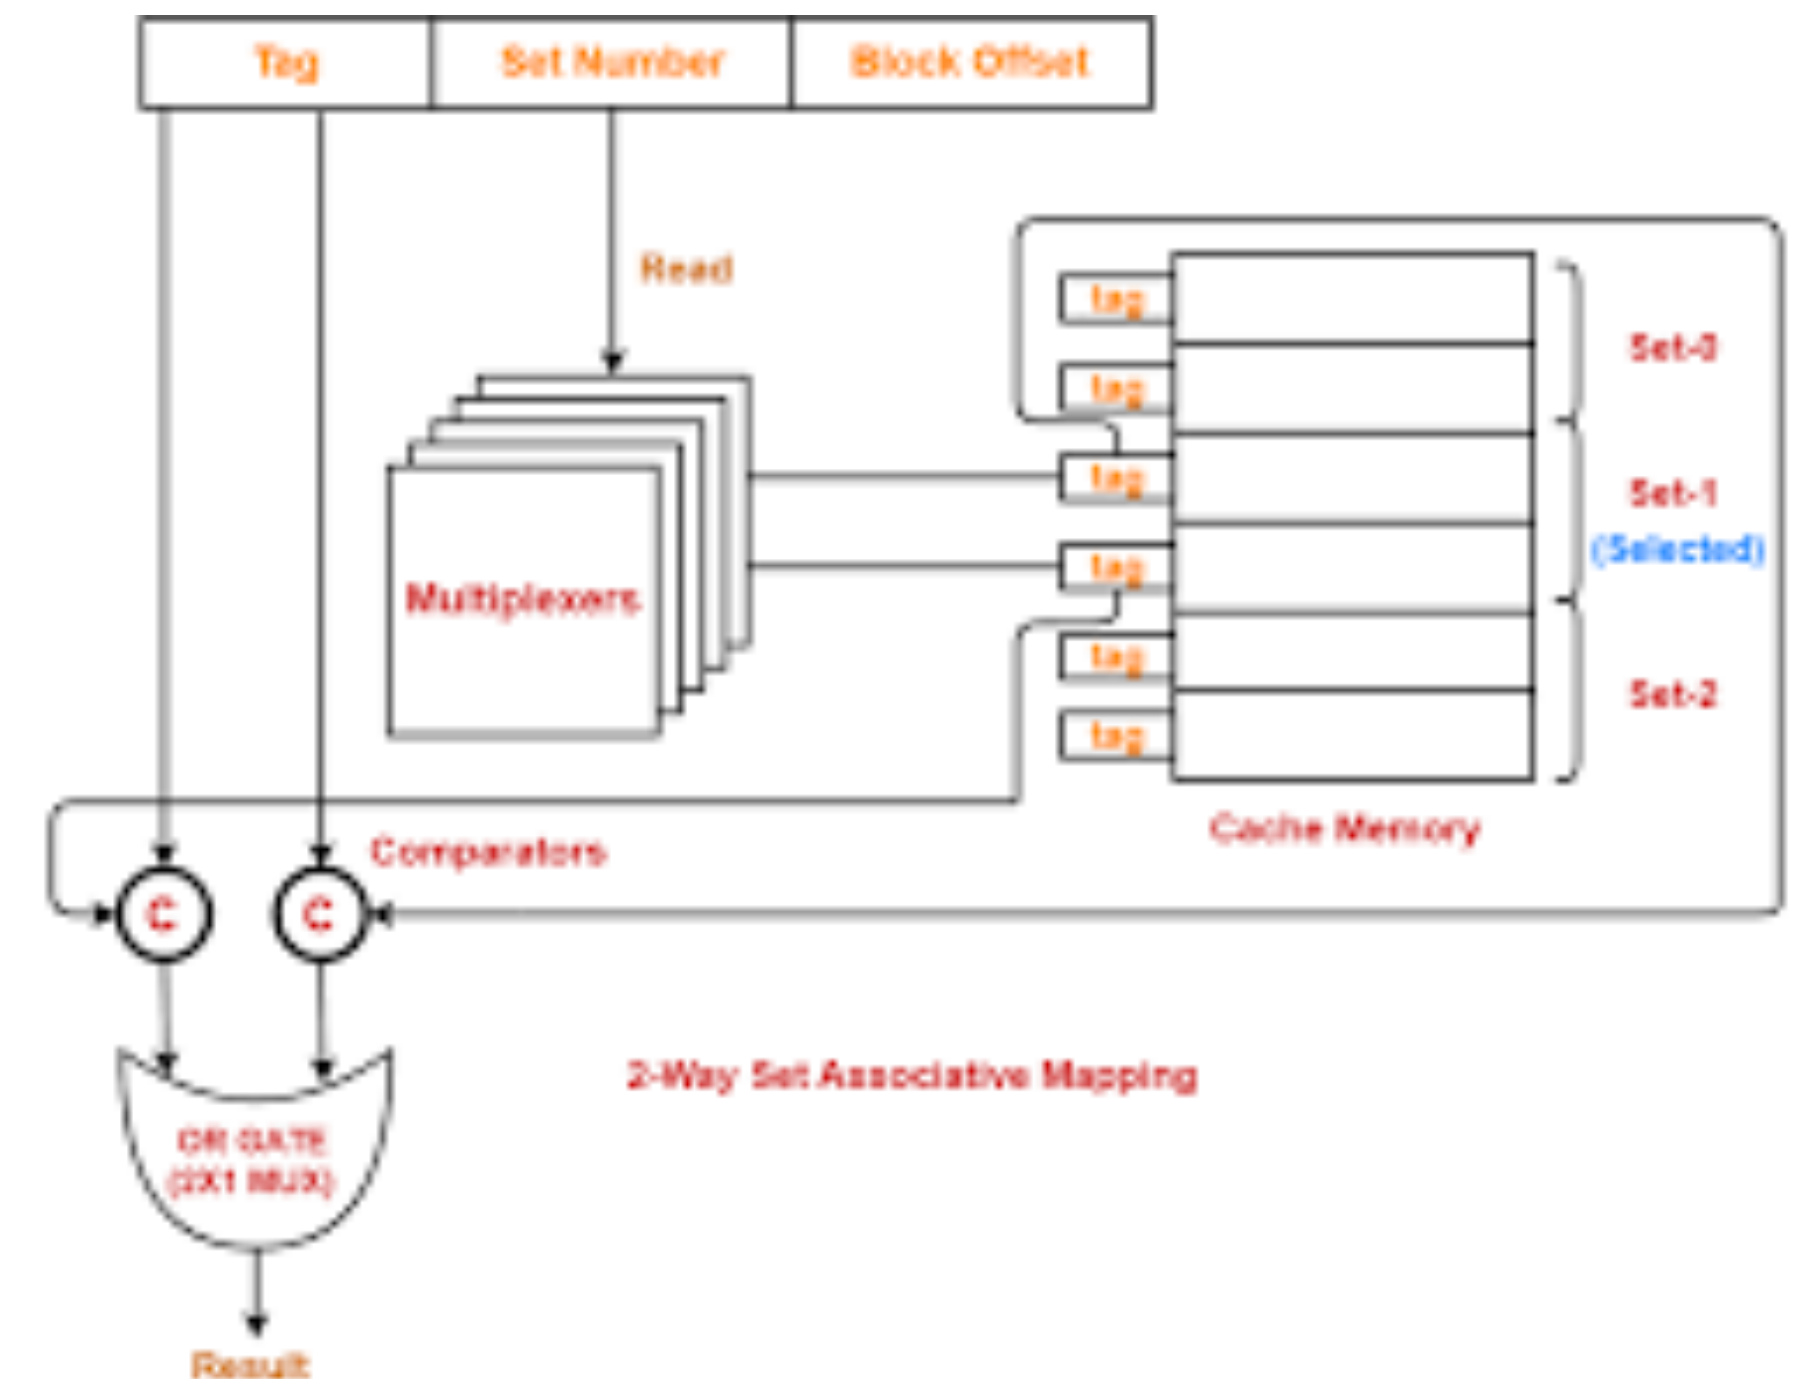 Tag Set Number Block Offset
Read
tag
tag
tag
tag
tag
tag
Set-0
Set-1
(Selected)
Set-2
Multiplexers
Cache Memory
Comparators
C C
2-Way Set Associative Mapping
OR GATE
(2X1 MUX)
Result